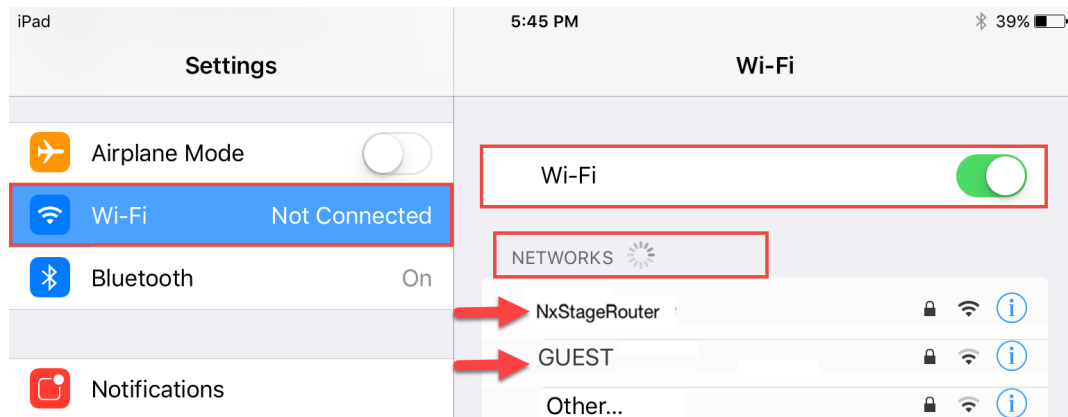 iPad
5:45 PM
39%
Settings
Wi-Fi
Airplane Mode
Wi-Fi Not Connected
Bluetooth On
Notifications
Wi-Fi
NETWORKS
NxStageRouter
GUEST
Other...